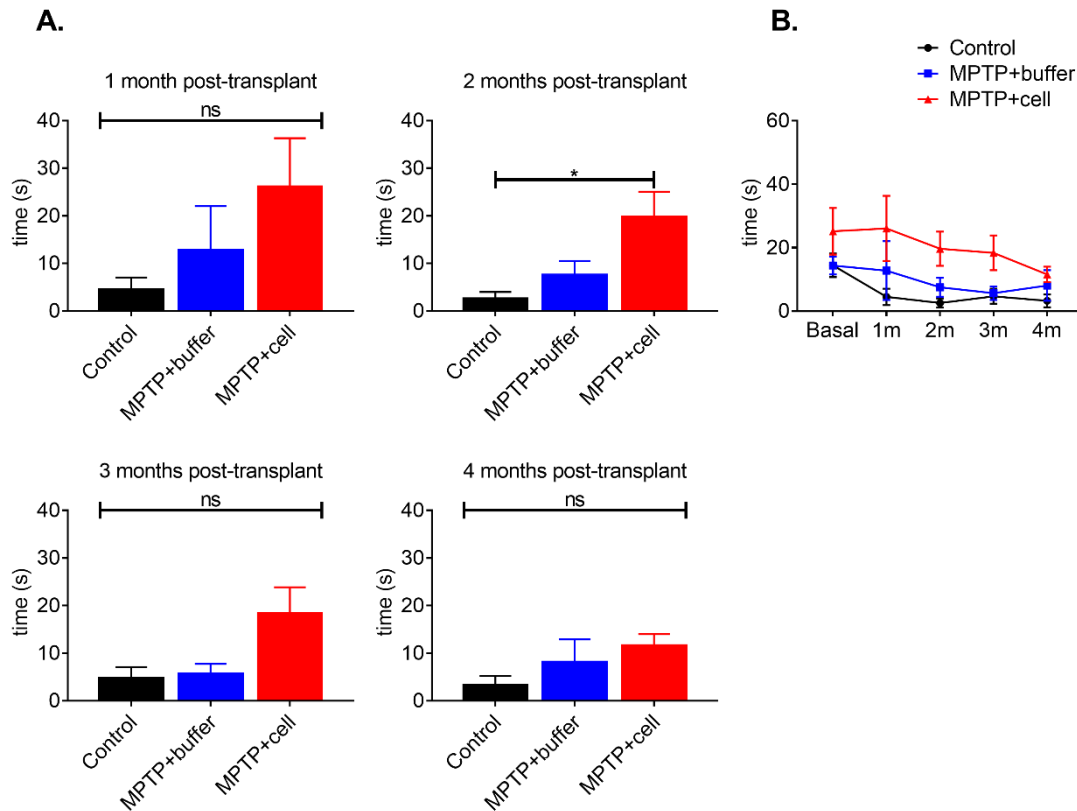 A.
1 month post-transplant
ns
time (s)
40
30
20
10
0
Control
MPTP+buffer
MPTP+cell
2 months post-transplant
*
time (s)
40
30
20
10
0
Control
MPTP+buffer
MPTP+cell
3 months post-transplant
ns
time (s)
40
30
20
10
0
Control
MPTP+buffer
MPTP+cell
4 months post-transplant
ns
time (s)
40
30
20
10
0
Control
MPTP+buffer
MPTP+cell
B.
Control
MPTP+buffer
MPTP+cell
time (s)
60
40
20
0
Basal 1m 2m 3m 4m